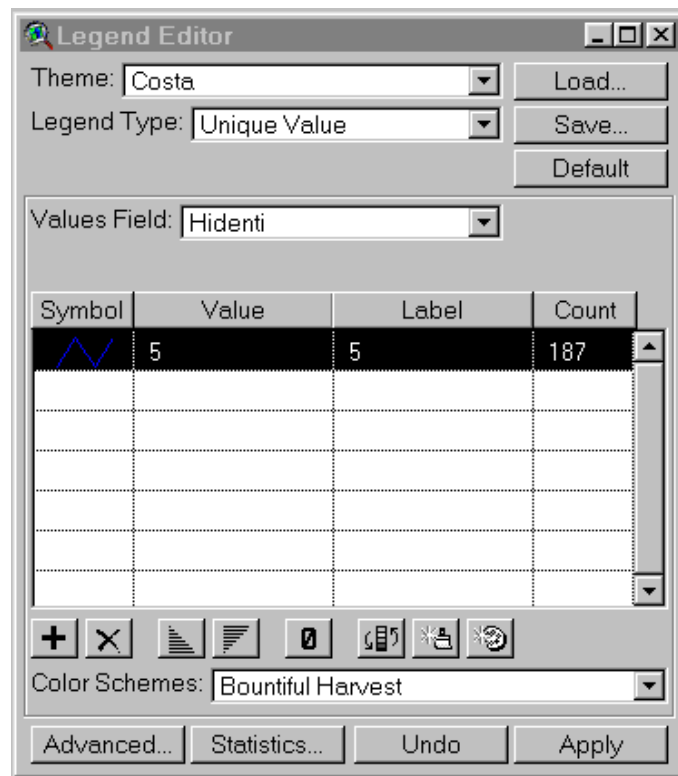 Legend Editor
Theme: Costa Load...
Legend Type: Unique Value Save...
Default
Values Field: Hidenti
Symbol Value Label Count
5 5 187
0
Color Schemes: Bountiful Harvest
Advanced... Statistics... Undo Apply